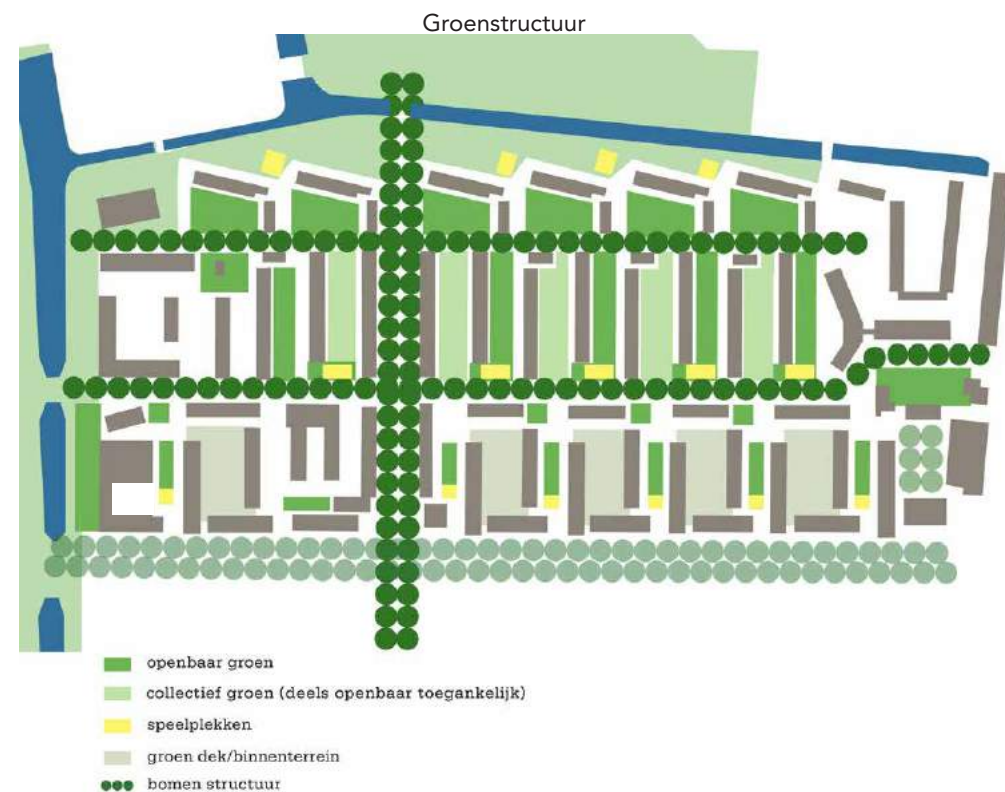 Groenstructuur
openbaar groen
collectief groen (deels openbaar toegankelijk)
speelplekken
groen dek/binnenterrein
bomen structuur